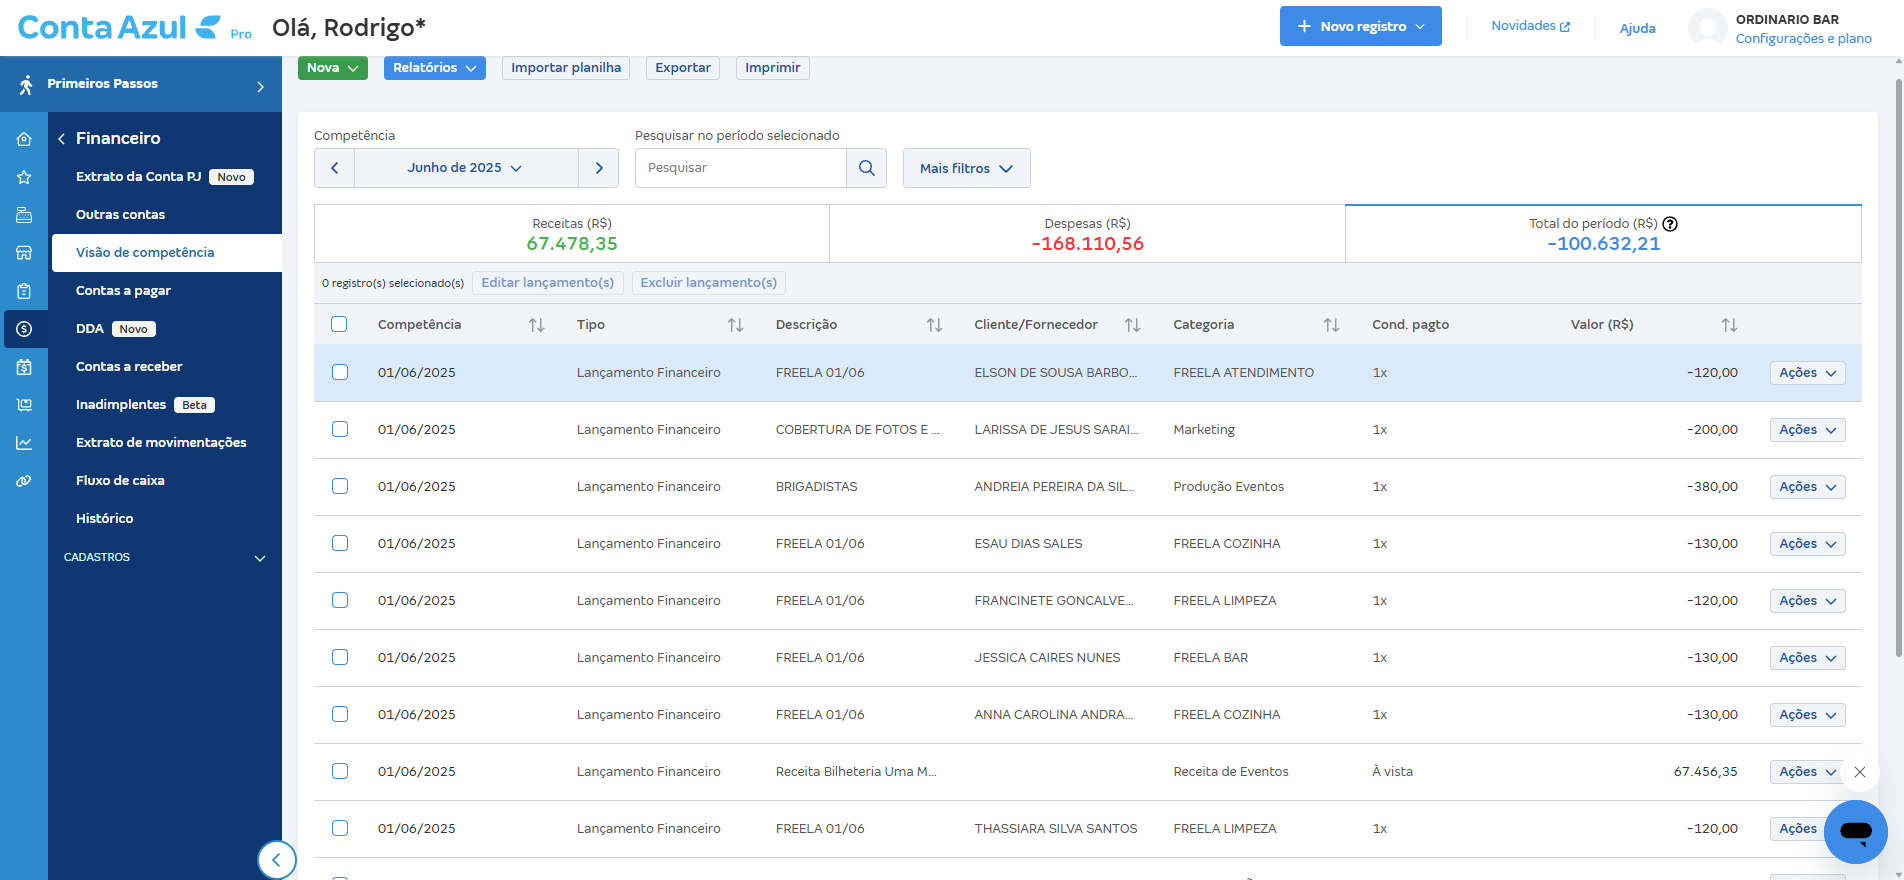 Conta Azul Pro
Olá, Rodrigo*
Novo registro
Novidades
Ajuda
ORDINARIO BAR
Configurações e plano
Primeiros Passos
Financeiro
Extrato da Conta PJ Novo
Outras contas
Visão de competência
Contas a pagar
DDA Novo
Contas a receber
Inadimplentes Beta
Extrato de movimentações
Fluxo de caixa
Histórico
CADASTROS
Nova Relatórios Importar planilha Exportar Imprimir
Competência Pesquisar no período selecionado
Junho de 2025 Pesquisar Mais filtros
Receitas (R$) Despesas (R$) Total do período (R$) ?
67.478,35 -168.110,56 -100.632,21
0 registro(s) selecionado(s) Editar lançamento(s) Excluir lançamento(s)
Competência Tipo Descrição Cliente/Fornecedor Categoria Cond. pagto Valor (R$)
01/06/2025 Lançamento Financeiro FREELA 01/06 ELSON DE SOUSA BARBO... FREELA ATENDIMENTO 1x -120,00 Ações
01/06/2025 Lançamento Financeiro COBERTURA DE FOTOS E ... LARISSA DE JESUS SARAI... Marketing 1x -200,00 Ações
01/06/2025 Lançamento Financeiro BRIGADISTAS ANDREIA PEREIRA DA SIL... Produção Eventos 1x -380,00 Ações
01/06/2025 Lançamento Financeiro FREELA 01/06 ESAU DIAS SALES FREELA COZINHA 1x -130,00 Ações
01/06/2025 Lançamento Financeiro FREELA 01/06 FRANCINETE GONCALVE... FREELA LIMPEZA 1x -120,00 Ações
01/06/2025 Lançamento Financeiro FREELA 01/06 JESSICA CAIRES NUNES FREELA BAR 1x -130,00 Ações
01/06/2025 Lançamento Financeiro FREELA 01/06 ANNA CAROLINA ANDRA... FREELA COZINHA 1x -130,00 Ações
01/06/2025 Lançamento Financeiro Receita Bilheteria Uma M... Receita de Eventos À vista 67.456,35 Ações
01/06/2025 Lançamento Financeiro FREELA 01/06 THASSIARA SILVA SANTOS FREELA LIMPEZA 1x -120,00 Ações